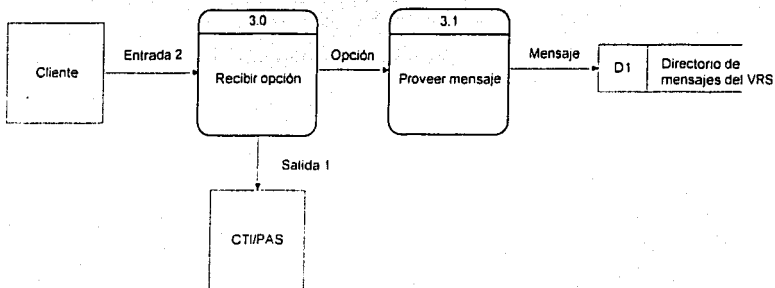 3.0
3.1
Cliente
Entrada 2
Recibir opción
Opción
Proveer mensaje
Mensaje
D1
Directorio de
mensajes del VRS
Salida 1
CTI/PAS